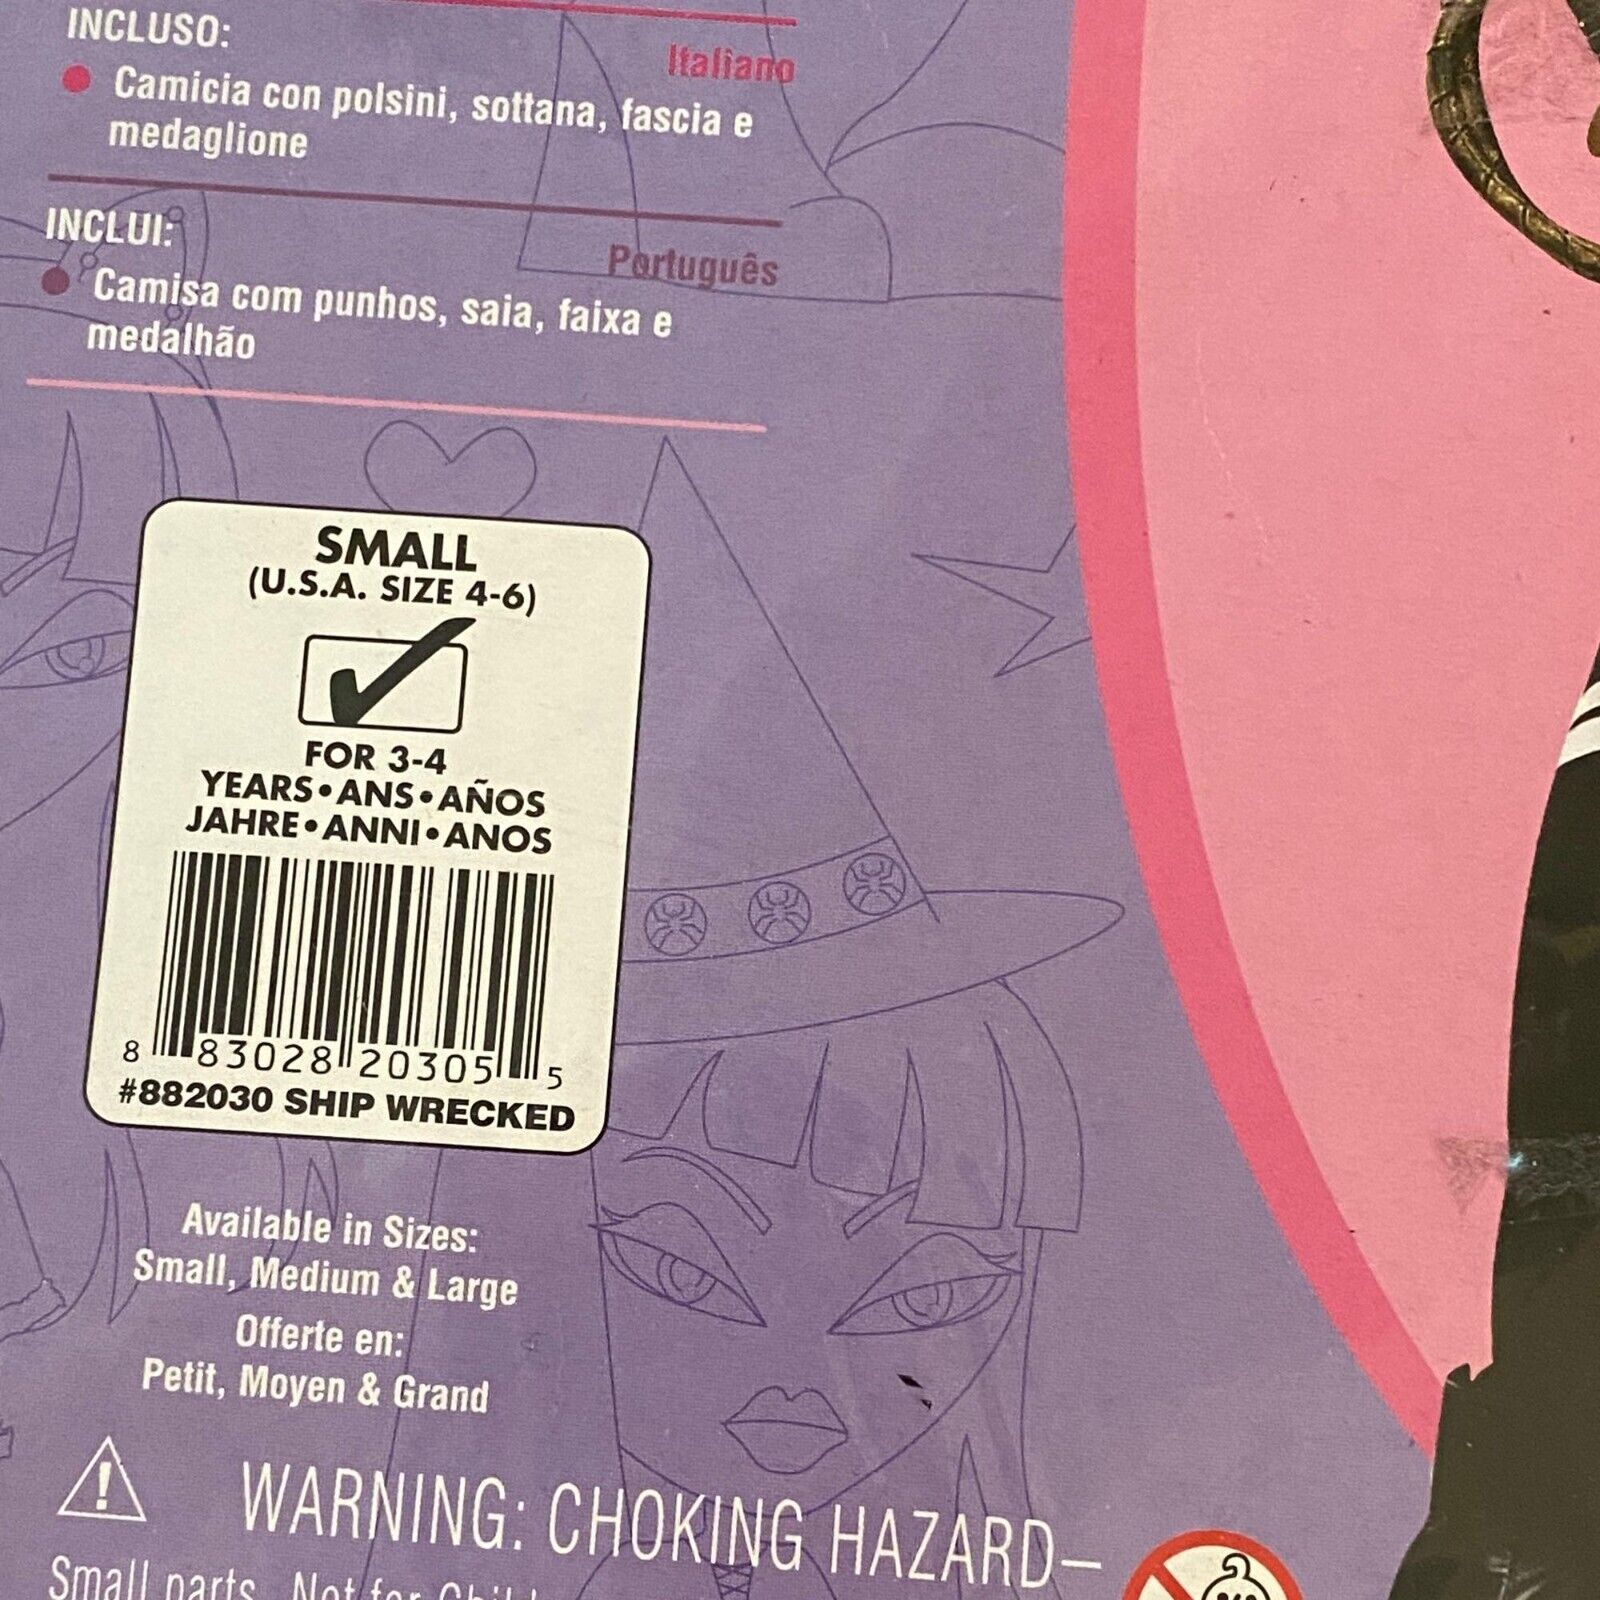 INCLUSO:
Italiano
● Camicia con polsini, sottana, fascia e
medaglione
INCLUI:
Português
● Camisa com punhos, saia, faixa e
medalhão
SMALL
(U.S.A. SIZE 4-6)
FOR 3-4
YEARS•ANS•AÑOS
JAHRE•ANNI•ANOS
8 83028 20305 5
#882030 SHIP WRECKED
Available in Sizes:
Small, Medium & Large
Offerte en:
Petit, Moyen & Grand
WARNING: CHOKING HAZARD–
Small parts. Not for